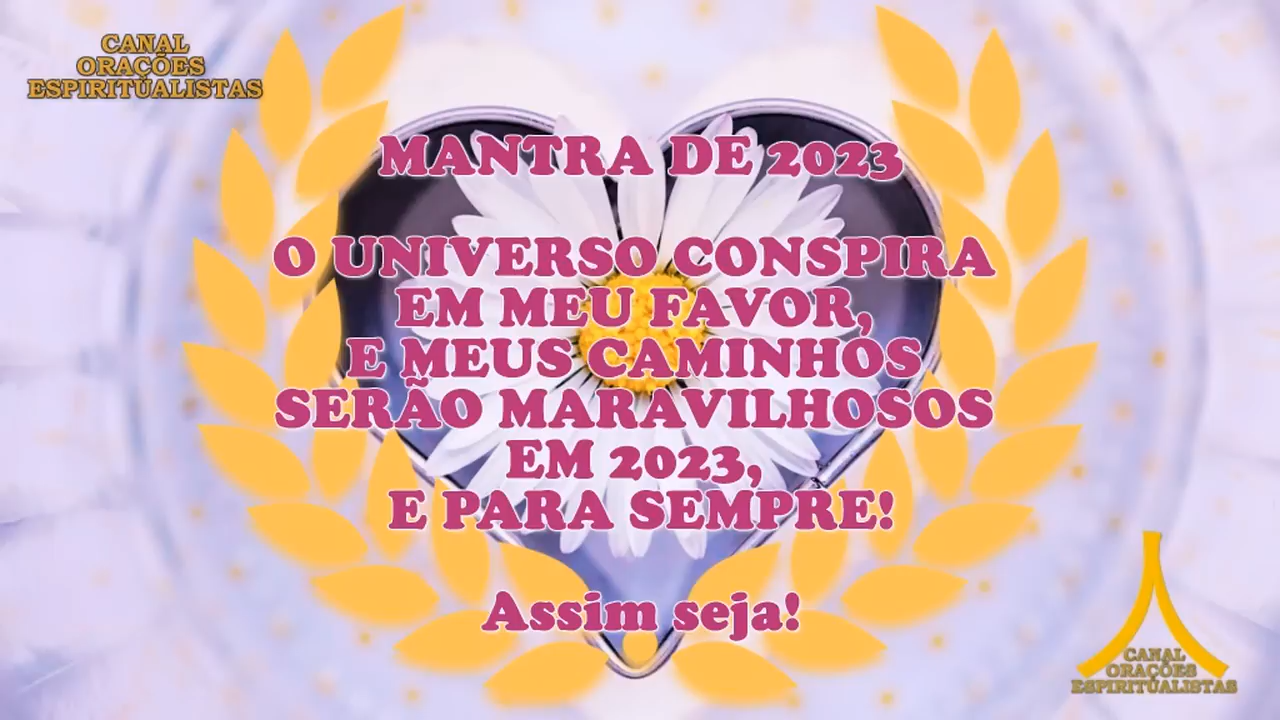 CANAL
ORAÇÕES
ESPIRITUALISTAS
MANTRA DE 2023
O UNIVERSO CONSPIRA
EM MEU FAVOR,
E MEUS CAMINHOS
SERÃO MARAVILHOSOS
EM 2023,
E PARA SEMPRE!
Assim seja!
CANAL
ORAÇÕES
ESPIRITUALISTAS